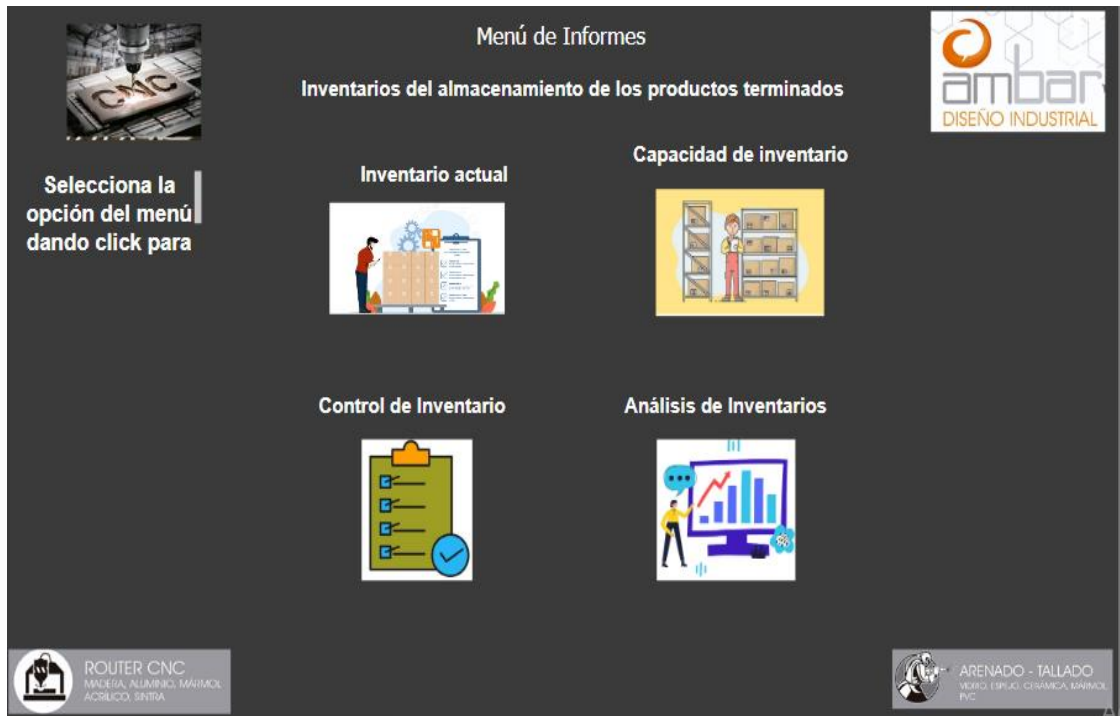 Menú de Informes
Inventarios del almacenamiento de los productos terminados
CNC
ambar
DISEÑO INDUSTRIAL
Selecciona la
opción del menú
dando click para
Inventario actual
Capacidad de inventario
Control de Inventario
Análisis de Inventarios
ROUTER CNC
MADERA, ALUMINIO, MÁRMOL
ACRÍLICO, SINTRA
ARENADO - TALLADO
VIDRIO, ESPEJO, CERÁMICA, MÁRMOL,
PVC